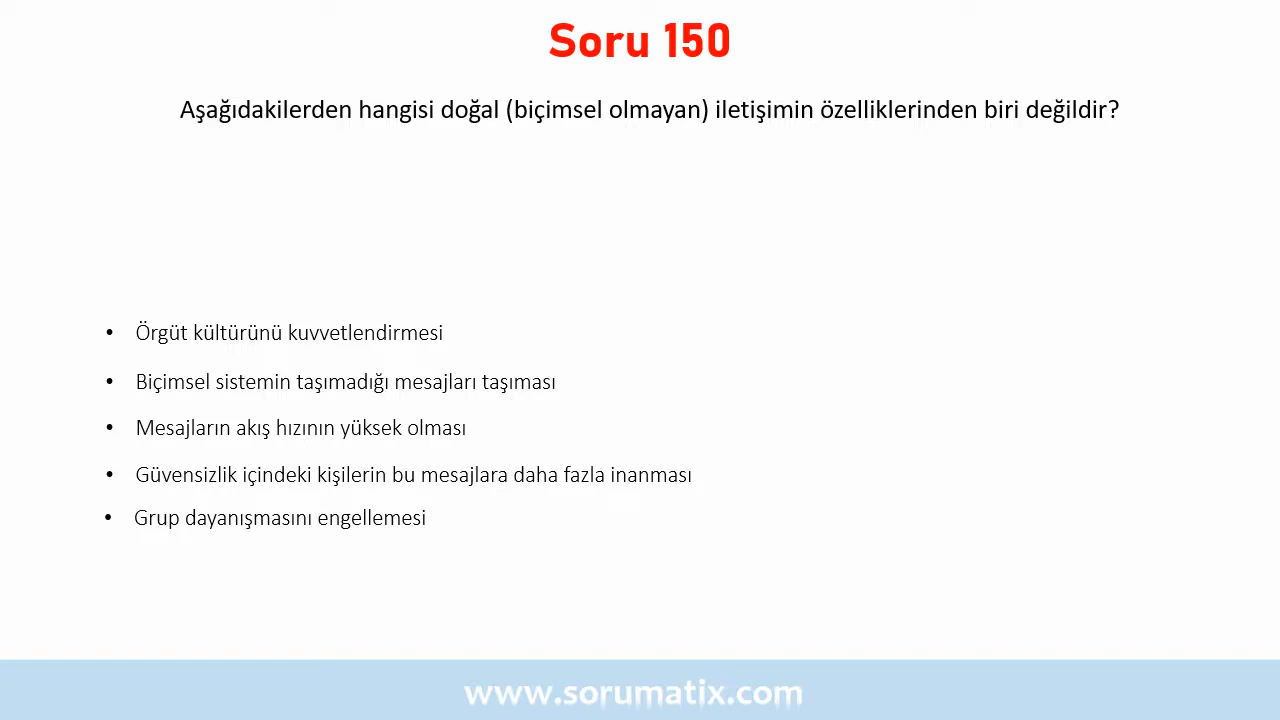 Soru 150
Aşağıdakilerden hangisi doğal (biçimsel olmayan) iletişimin özelliklerinden biri değildir?
• Örgüt kültürünü kuvvetlendirmesi
• Biçimsel sistemin taşımadığı mesajları taşıması
• Mesajların akış hızının yüksek olması
• Güvensizlik içindeki kişilerin bu mesajlara daha fazla inanması
• Grup dayanışmasını engellemesi
www.sorumatix.com